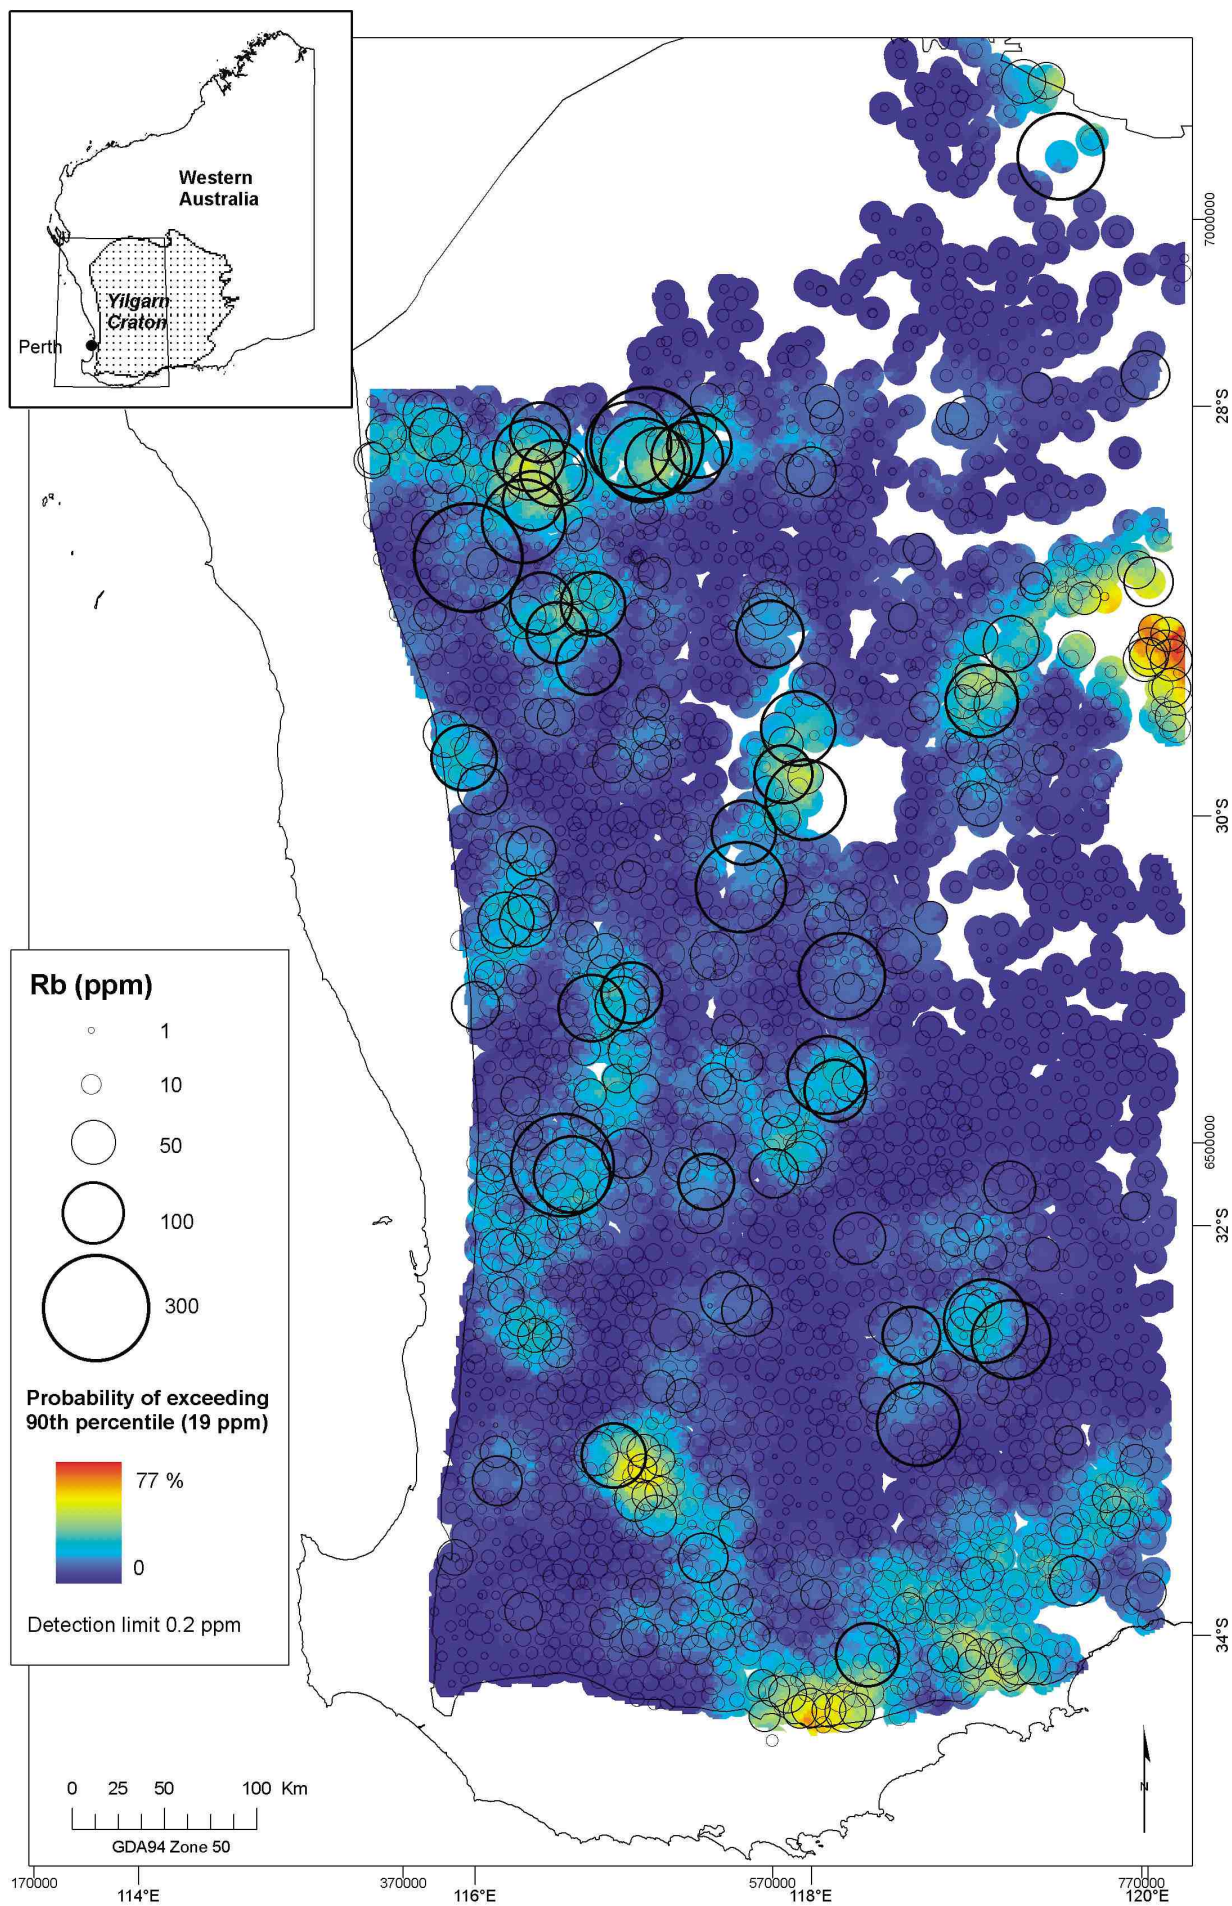 Western
Australia
Yilgarn
Craton
Perth
7000000
28°S
30°S
6500000
32°S
34°S
Rb (ppm)
1
10
50
100
300
Probability of exceeding
90th percentile (19 ppm)
77 %
0
Detection limit 0.2 ppm
0 25 50 100 Km
GDA94 Zone 50
N
170000 370000 570000 770000
114°E 116°E 118°E 120°E